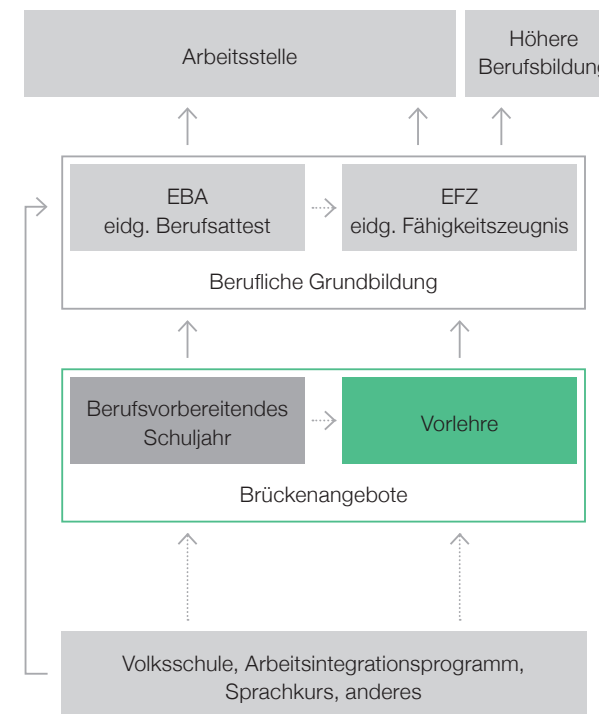 Arbeitsstelle
Höhere
Berufsbildung
EBA
eidg. Berufsattest
EFZ
eidg. Fähigkeitszeugnis
Berufliche Grundbildung
Berufsvorbereitendes
Schuljahr
Vorlehre
Brückenangebote
Volksschule, Arbeitsintegrationsprogramm,
Sprachkurs, anderes